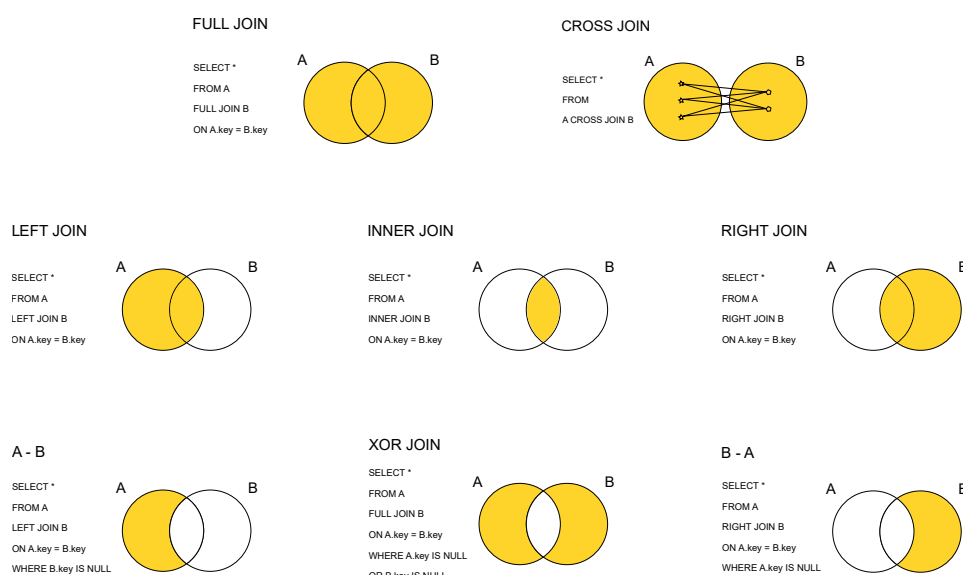 FULL JOIN
A
B
SELECT *
FROM A
FULL JOIN B
ON A.key = B.key
CROSS JOIN
A
B
SELECT *
FROM
A CROSS JOIN B
LEFT JOIN
A
B
SELECT *
FROM A
LEFT JOIN B
ON A.key = B.key
INNER JOIN
A
B
SELECT *
FROM A
INNER JOIN B
ON A.key = B.key
RIGHT JOIN
A
B
SELECT *
FROM A
RIGHT JOIN B
ON A.key = B.key
A - B
A
B
SELECT *
FROM A
LEFT JOIN B
ON A.key = B.key
WHERE B.key IS NULL
XOR JOIN
A
B
SELECT *
FROM A
FULL JOIN B
ON A.key = B.key
WHERE A.key IS NULL
OR B.key IS NULL
B - A
A
B
SELECT *
FROM A
RIGHT JOIN B
ON A.key = B.key
WHERE A.key IS NULL